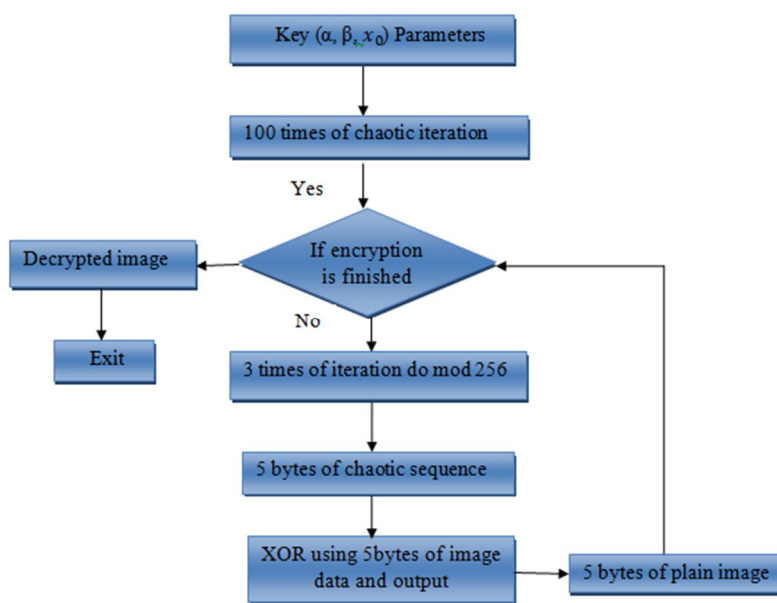 Key (α, β, x₀) Parameters
100 times of chaotic iteration
Yes
If encryption
is finished
Decrypted image
Exit
No
3 times of iteration do mod 256
5 bytes of chaotic sequence
XOR using 5bytes of image
data and output
5 bytes of plain image